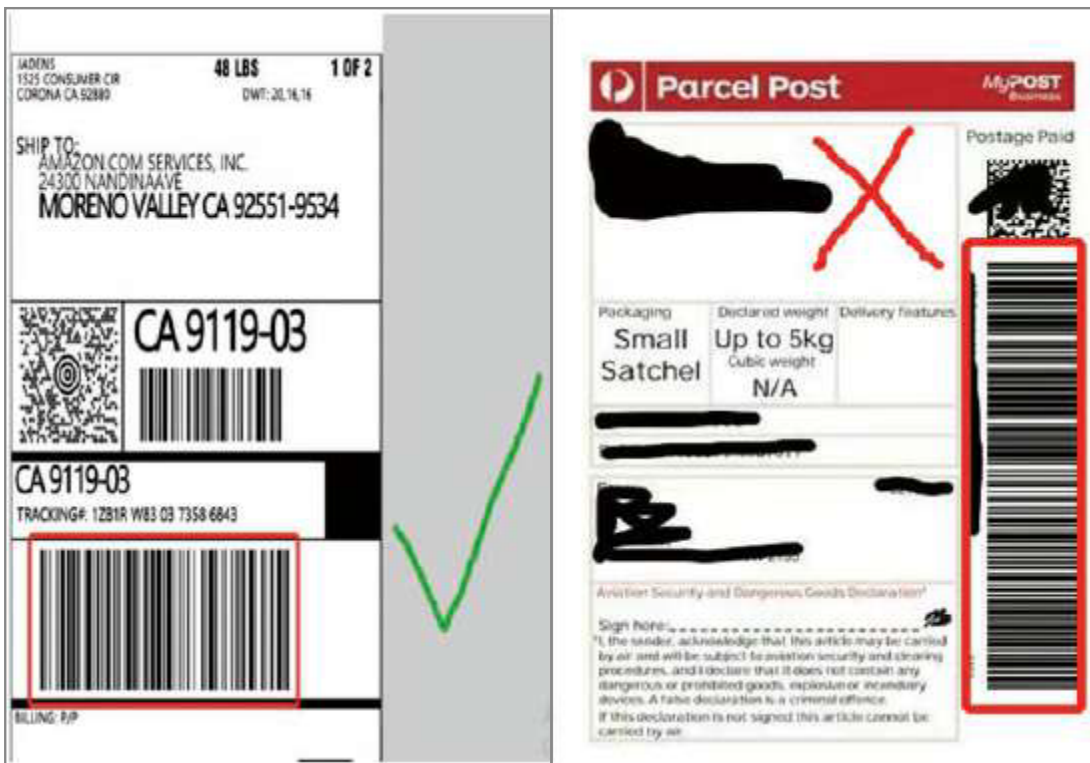 JADENS
1525 CONSUMER CIR
CORONA CA 92880
48 LBS
1 OF 2
DWT: 20,16,16
SHIP TO:
AMAZON COM SERVICES, INC.
24300 NANDINAAVE
MORENO VALLEY CA 92551-9534
CA 9119-03
CA 9119-03
TRACKING#: 1ZB1R W83 03 7358 6843
BILLING: P/P
Parcel Post
MyPOST
Business
Postage Paid
Packaging
Small
Satchel
Declared weight
Up to 5kg
Cubic weight
N/A
Delivery features
Aviation Security and Dangerous Goods Declaration*
Sign here:
*I, the sender, acknowledge that this article may be carried
by air and will be subject to aviation security and clearing
procedures, and I declare that it does not contain any
dangerous or prohibited goods, explosive or incendiary
devices. A false declaration is a criminal offence.
If this declaration is not signed this article cannot be
carried by air